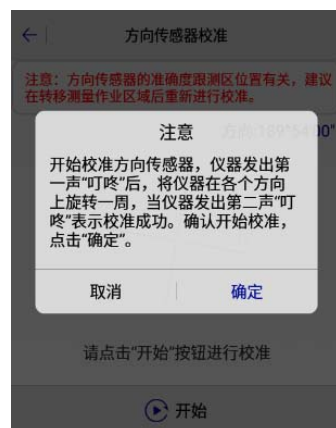 方向传感器校准
注意：方向传感器的准确度跟测区位置有关，建议
在转移测量作业区域后重新进行校准。
方向:189°54'00"
注意
开始校准方向传感器，仪器发出第
一声“叮咚”后，将仪器在各个方向
上旋转一周，当仪器发出第二声“叮
咚”表示校准成功。确认开始校准，
点击“确定”。
取消
确定
请点击“开始”按钮进行校准
开始